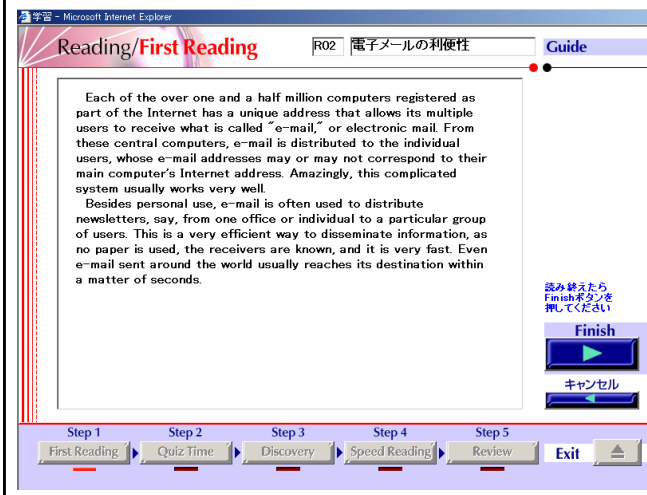 学習 - Microsoft Internet Explorer
Reading/First Reading
R02 電子メールの利便性
Guide
Each of the over one and a half million computers registered as
part of the Internet has a unique address that allows its multiple
users to receive what is called ˝e-mail,˝ or electronic mail. From
these central computers, e-mail is distributed to the individual
users, whose e-mail addresses may or may not correspond to their
main computer's Internet address. Amazingly, this complicated
system usually works very well.
Besides personal use, e-mail is often used to distribute
newsletters, say, from one office or individual to a particular group
of users. This is a very efficient way to disseminate information, as
no paper is used, the receivers are known, and it is very fast. Even
e-mail sent around the world usually reaches its destination within
a matter of seconds.
読み終えたら
Finishボタンを
押してください
Finish
キャンセル
Step 1 Step 2 Step 3 Step 4 Step 5
First Reading Quiz Time Discovery Speed Reading Review Exit